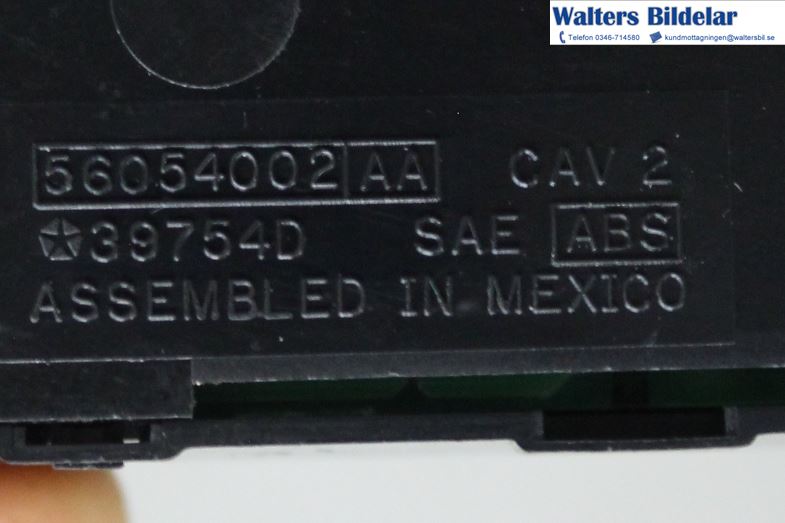 Walters Bildelar
Telefon 0346-714580 kundmottagningen@waltersbil.se
56054002 AA CAV 2
39754D SAE ABS
ASSEMBLED IN MEXICO